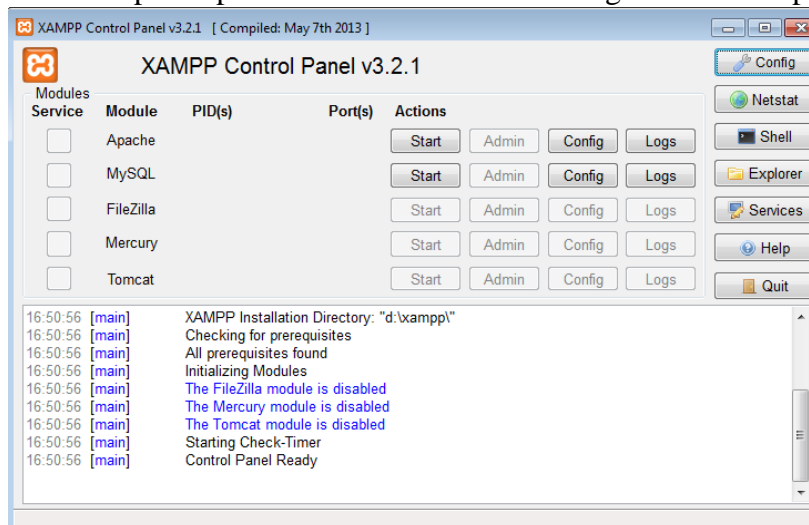 XAMPP Control Panel v3.2.1 [ Compiled: May 7th 2013 ]
XAMPP Control Panel v3.2.1
Config
Modules
Service Module PID(s) Port(s) Actions
Netstat
Apache Start Admin Config Logs
Shell
MySQL Start Admin Config Logs
Explorer
FileZilla Start Admin Config Logs
Services
Mercury Start Admin Config Logs
Help
Tomcat Start Admin Config Logs
Quit
16:50:56 [main] XAMPP Installation Directory: "d:\xampp\"
16:50:56 [main] Checking for prerequisites
16:50:56 [main] All prerequisites found
16:50:56 [main] Initializing Modules
16:50:56 [main] The FileZilla module is disabled
16:50:56 [main] The Mercury module is disabled
16:50:56 [main] The Tomcat module is disabled
16:50:56 [main] Starting Check-Timer
16:50:56 [main] Control Panel Ready